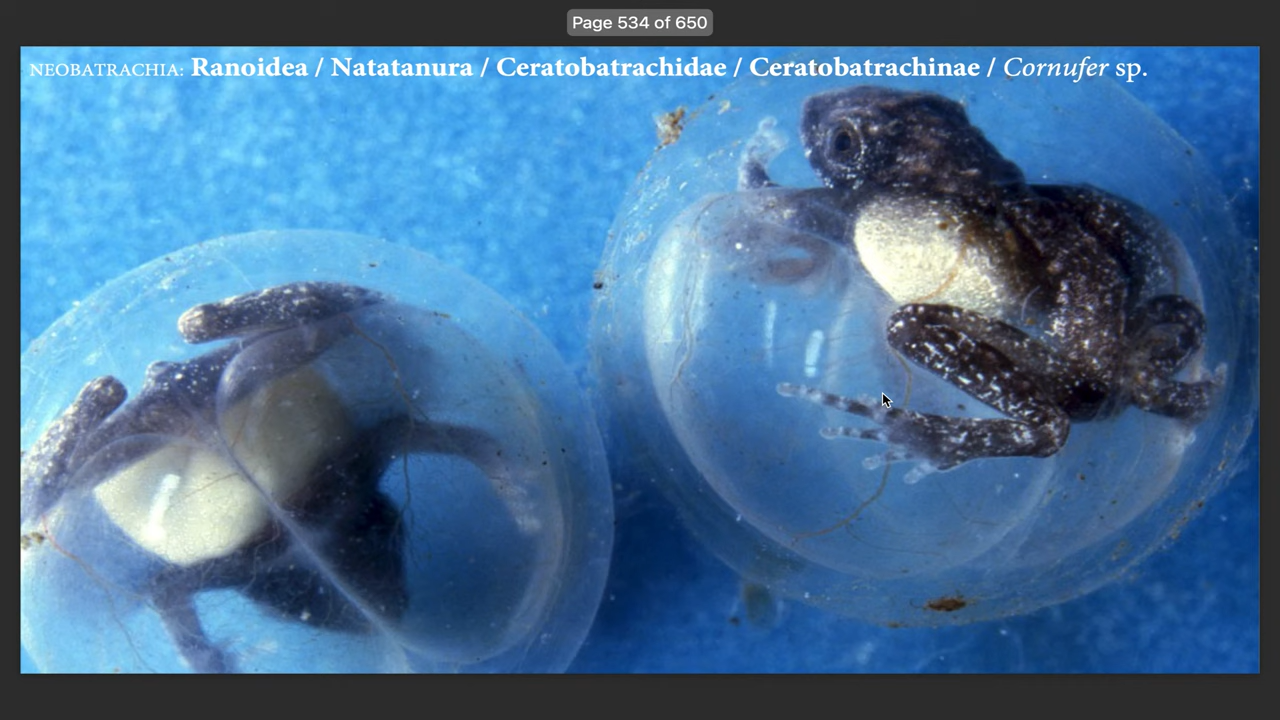 Page 534 of 650
NEOBATRACHIA: Ranoidea / Natatanura / Ceratobatrachidae / Ceratobatrachinae / Cornufer sp.